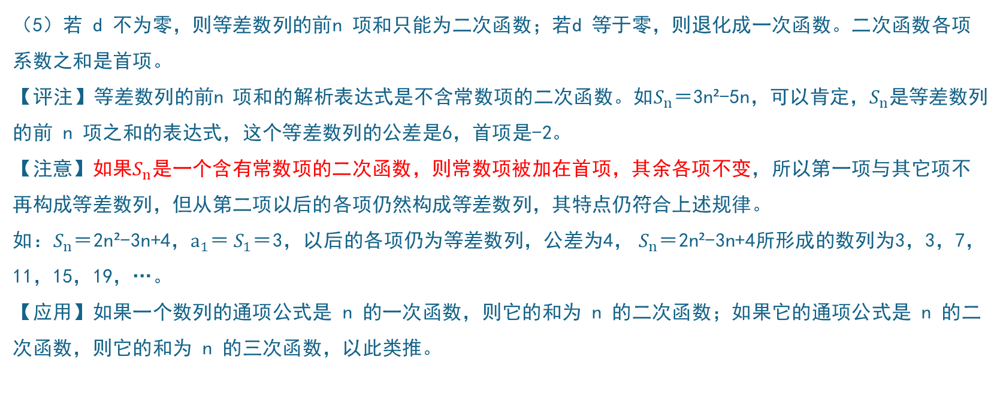 （5）若 d 不为零，则等差数列的前n 项和只能为二次函数；若d 等于零，则退化成一次函数。二次函数各项
系数之和是首项。
【评注】等差数列的前n 项和的解析表达式是不含常数项的二次函数。如Sₙ＝3n²−5n，可以肯定，Sₙ是等差数列
的前 n 项之和的表达式，这个等差数列的公差是6，首项是−2。
【注意】如果Sₙ是一个含有常数项的二次函数，则常数项被加在首项，其余各项不变，所以第一项与其它项不
再构成等差数列，但从第二项以后的各项仍然构成等差数列，其特点仍符合上述规律。
如：Sₙ＝2n²−3n+4，a₁＝ S₁＝3，以后的各项仍为等差数列，公差为4， Sₙ＝2n²−3n+4所形成的数列为3，3，7，
11，15，19，…。
【应用】如果一个数列的通项公式是 n 的一次函数，则它的和为 n 的二次函数；如果它的通项公式是 n 的二
次函数，则它的和为 n 的三次函数，以此类推。